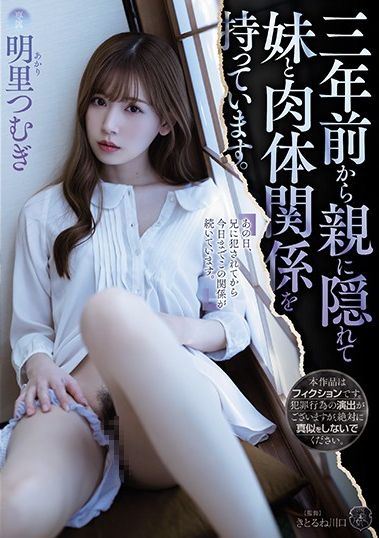 三年前から親に隠れて
妹と肉体関係を
持っています。
あかり
明里つむぎ
あの日、
兄に犯されてから
今日までこの関係が
続いています。
本作品は
フィクションです。
犯罪行為の演出が
ございますが、絶対に
真似をしないで
ください。
【監督】
きとるね川口